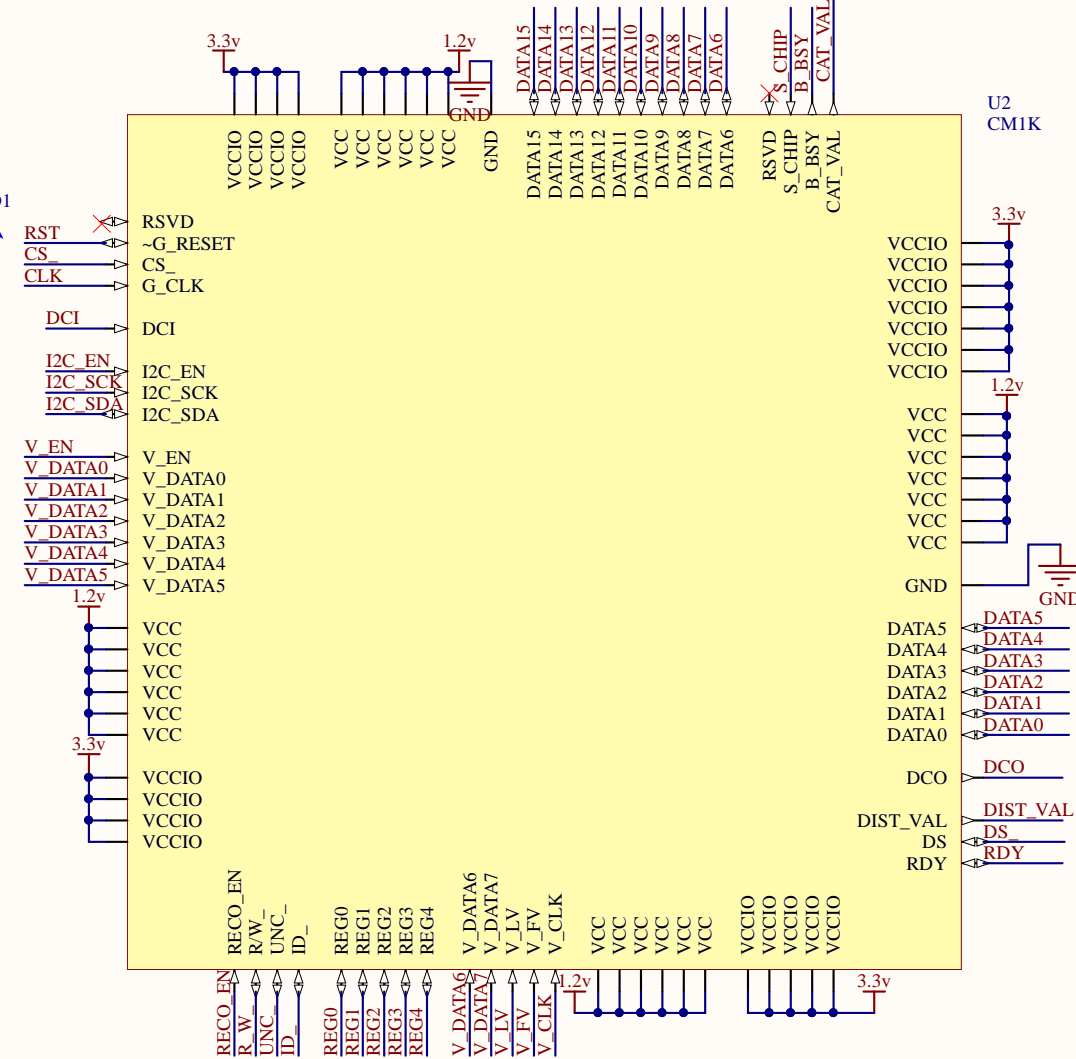 3.3v
1.2v
GND
DATA15
DATA14
DATA13
DATA12
DATA11
DATA10
DATA9
DATA8
DATA7
DATA6
S_CHIP
B_BSY
CAT_VAL
U2
CM1K
VCCIO
VCCIO
VCCIO
VCCIO
VCC
VCC
VCC
VCC
VCC
VCC
GND
DATA15
DATA14
DATA13
DATA12
DATA11
DATA10
DATA9
DATA8
DATA7
DATA6
RSVD
S_CHIP
B_BSY
CAT_VAL
RST
CS_
CLK
DCI
I2C_EN
I2C_SCK
I2C_SDA
V_EN
V_DATA0
V_DATA1
V_DATA2
V_DATA3
V_DATA4
V_DATA5
1.2v
3.3v
RSVD
~G_RESET
CS_
G_CLK
DCI
I2C_EN
I2C_SCK
I2C_SDA
V_EN
V_DATA0
V_DATA1
V_DATA2
V_DATA3
V_DATA4
V_DATA5
VCC
VCC
VCC
VCC
VCC
VCC
VCCIO
VCCIO
VCCIO
VCCIO
VCCIO
VCCIO
VCCIO
VCCIO
VCCIO
VCCIO
VCCIO
VCC
VCC
VCC
VCC
VCC
VCC
VCC
GND
DATA5
DATA4
DATA3
DATA2
DATA1
DATA0
DCO
DIST_VAL
DS
RDY
3.3v
1.2v
GND
DATA5
DATA4
DATA3
DATA2
DATA1
DATA0
DCO
DIST_VAL
DS_
RDY
RECO_EN
R/W_
UNC_
ID_
REG0
REG1
REG2
REG3
REG4
V_DATA6
V_DATA7
V_LV
V_FV
V_CLK
VCC
VCC
VCC
VCC
VCC
VCC
VCCIO
VCCIO
VCCIO
VCCIO
VCCIO
RECO_EN
R_W_
UNC_
ID_
REG0
REG1
REG2
REG3
REG4
V_DATA6
V_DATA7
V_LV
V_FV
V_CLK
1.2v
3.3v